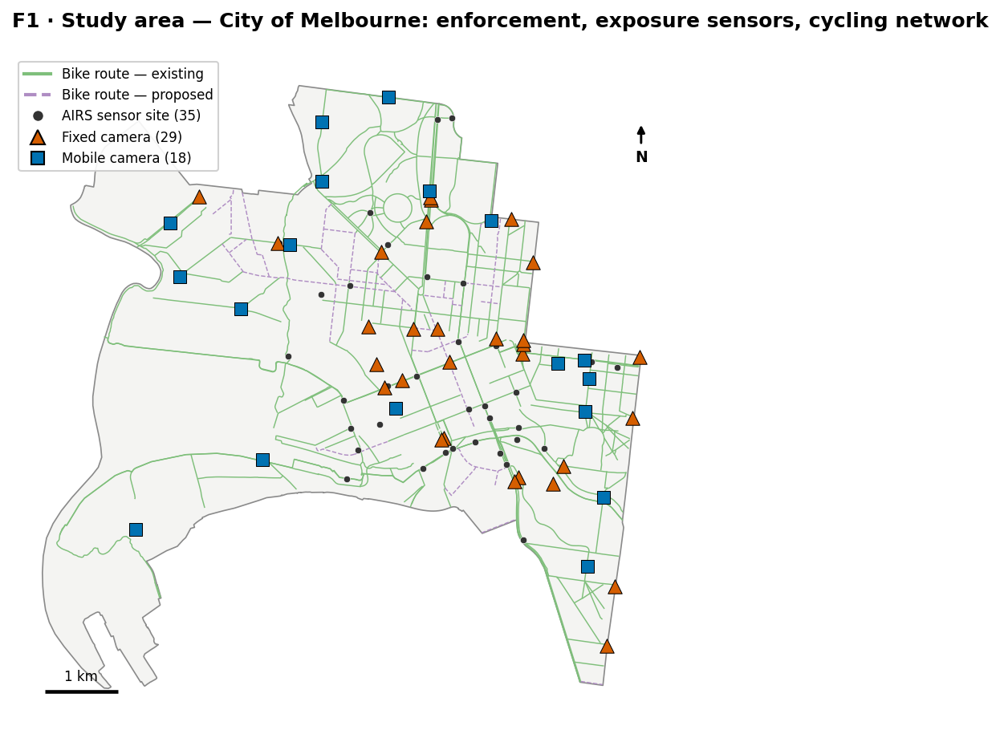 F1 · Study area — City of Melbourne: enforcement, exposure sensors, cycling network
Bike route — existing
Bike route — proposed
AIRS sensor site (35)
Fixed camera (29)
Mobile camera (18)
N
1 km